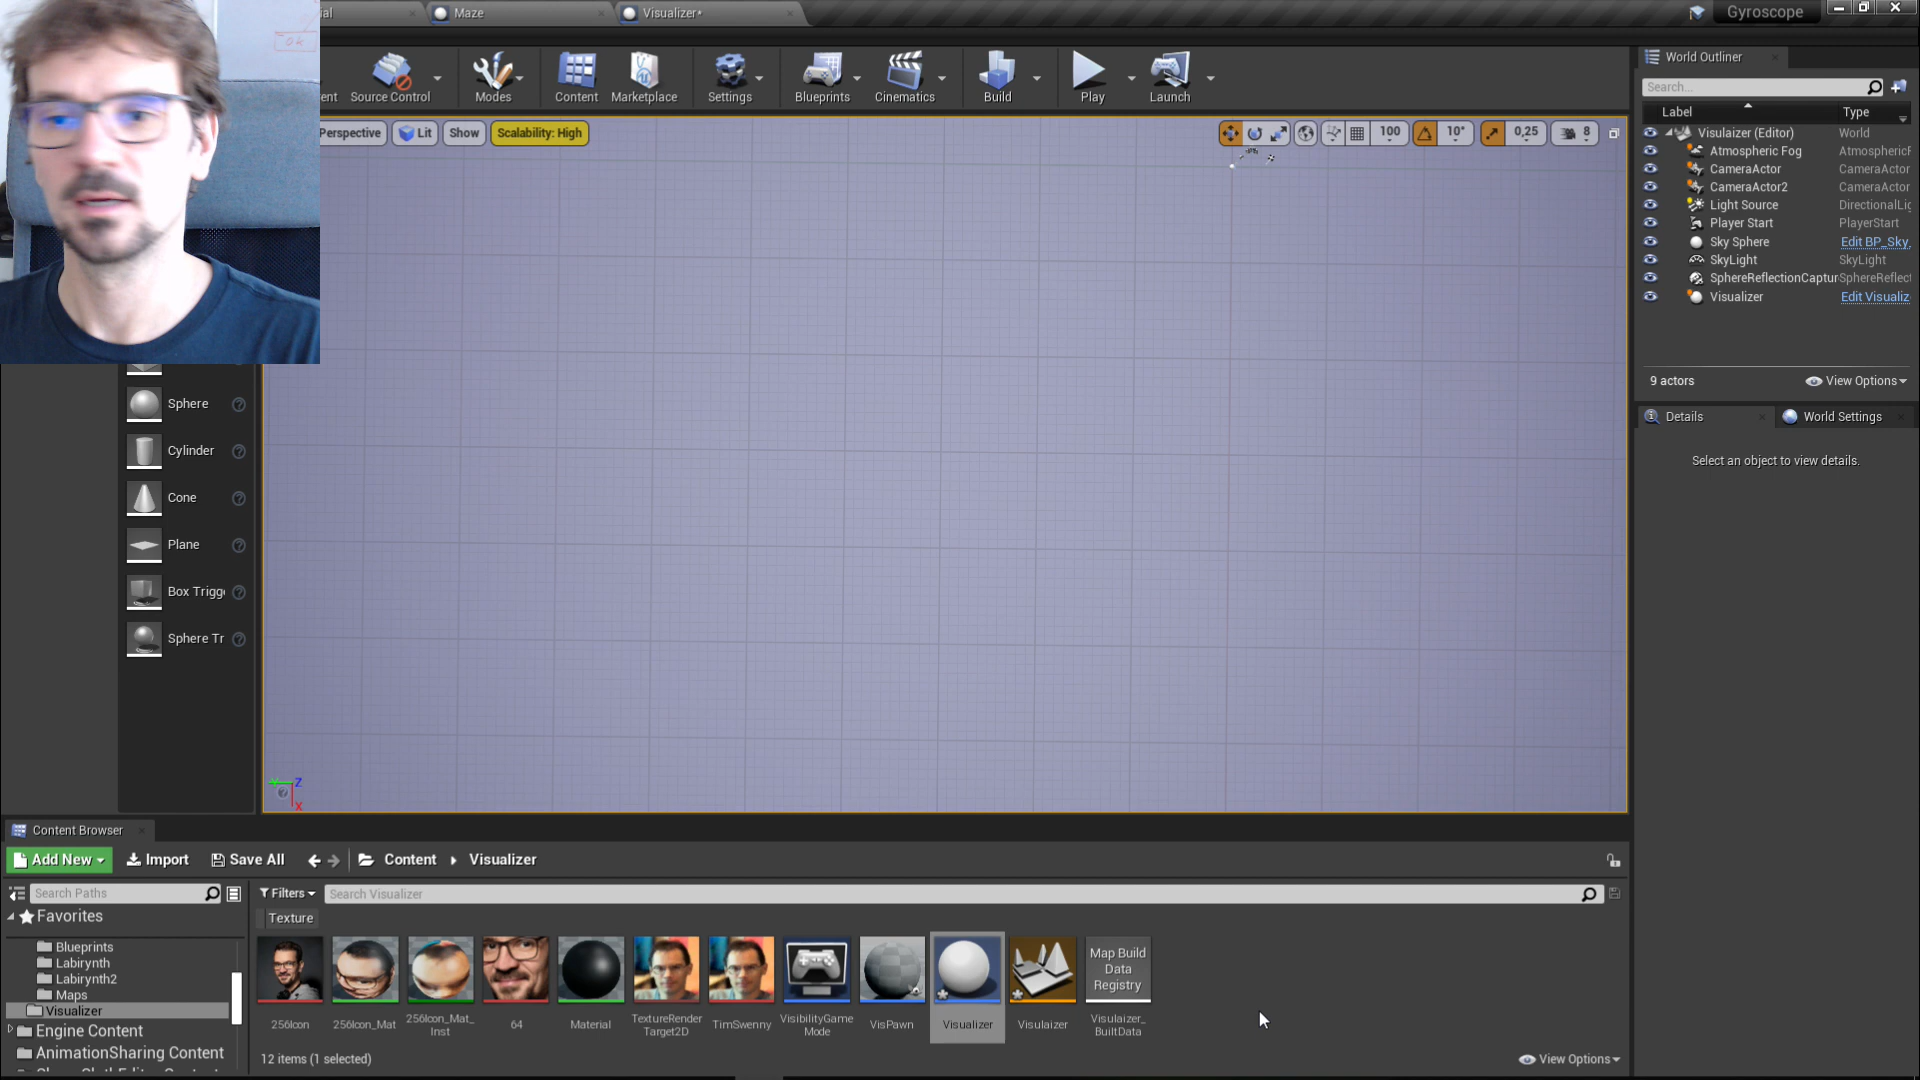 ial
Maze
Visualizer*
Gyroscope
ent
Source Control
Modes
Content
Marketplace
Settings
Blueprints
Cinematics
Build
Play
Launch
Perspective
Lit
Show
Scalability: High
100
10°
0,25
8
World Outliner
Search...
Label
Type
Visulaizer (Editor)
World
Atmospheric Fog
AtmosphericF
CameraActor
CameraActor
CameraActor2
CameraActor
Light Source
DirectionalLig
Player Start
PlayerStart
Sky Sphere
Edit BP_Sky_
SkyLight
SkyLight
SphereReflectionCaptur
SphereReflect
Visualizer
Edit Visualiz
9 actors
View Options
Details
World Settings
Select an object to view details.
ok
Sphere
Cylinder
Cone
Plane
Box Trigg
Sphere Tr
Z
X
Content Browser
Add New
Import
Save All
Content
Visualizer
Search Paths
Filters
Search Visualizer
Favorites
Blueprints
Labirynth
Labirynth2
Maps
Visualizer
Engine Content
AnimationSharing Content
Texture
256Icon
256Icon_Mat
256Icon_Mat_
Inst
64
Material
TextureRender
Target2D
TimSwenny
VisibilityGame
Mode
VisPawn
Visualizer
Visulaizer
Map Build
Data
Registry
Visulaizer_
BuiltData
12 items (1 selected)
View Options